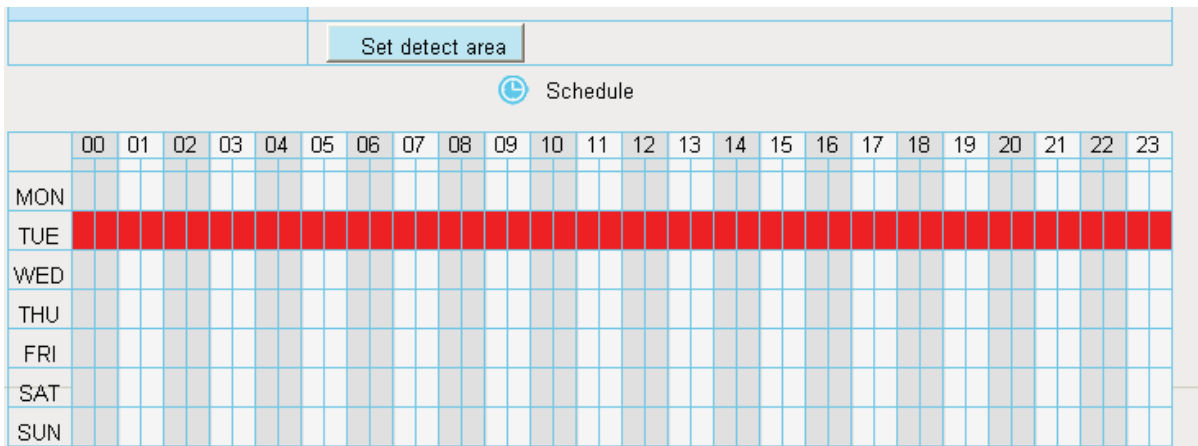 Set detect area
Schedule
00 01 02 03 04 05 06 07 08 09 10 11 12 13 14 15 16 17 18 19 20 21 22 23
MON
TUE
WED
THU
FRI
SAT
SUN